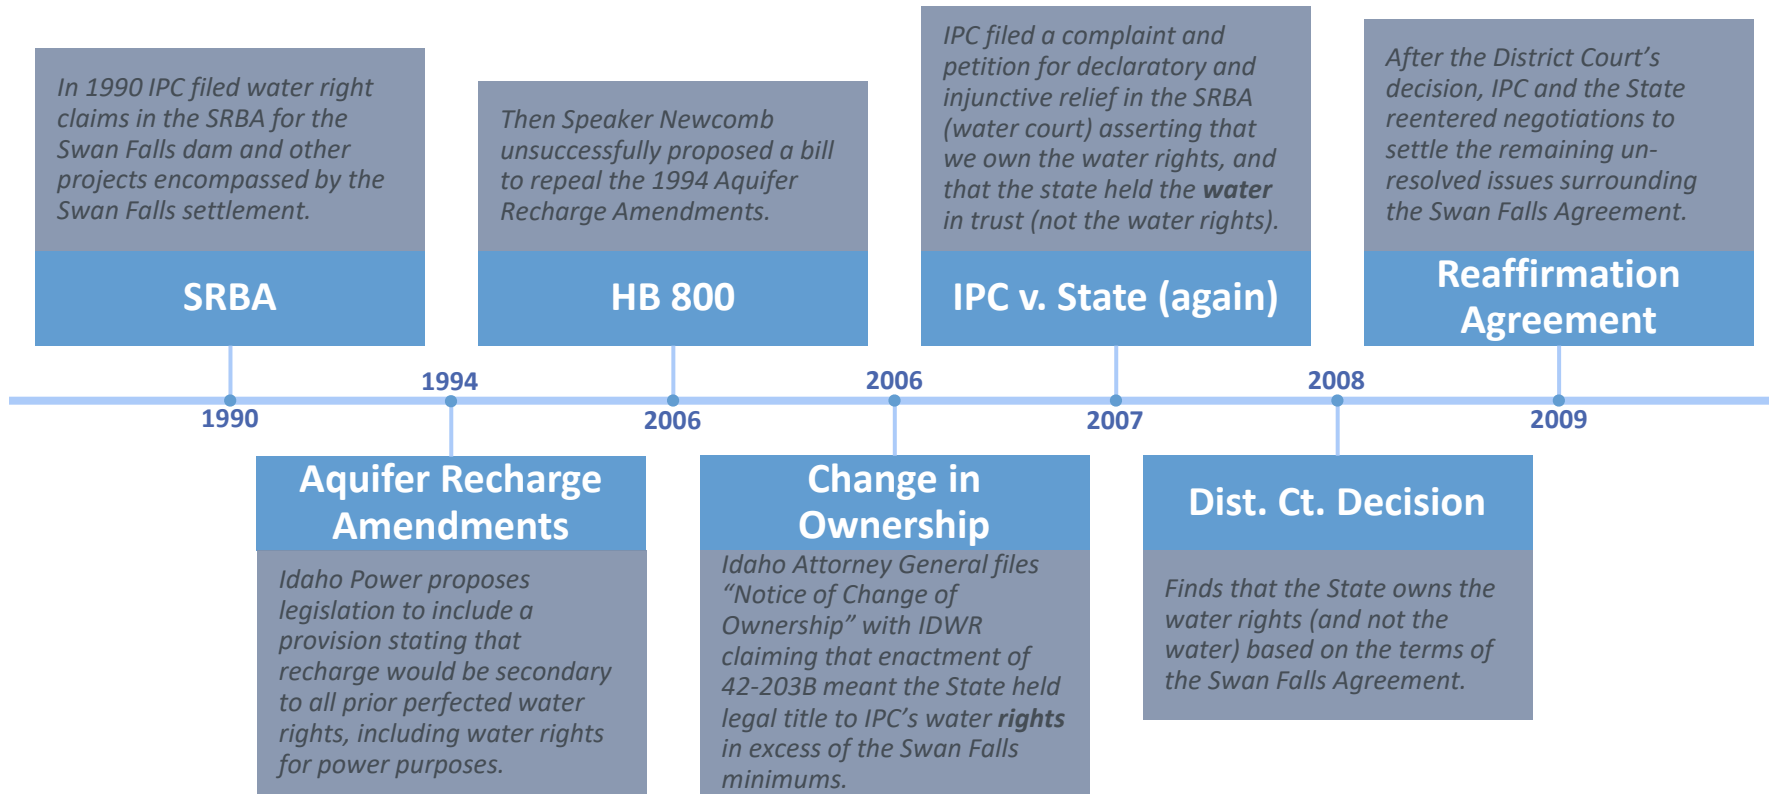 In 1990 IPC filed water right
claims in the SRBA for the
Swan Falls dam and other
projects encompassed by the
Swan Falls settlement.
SRBA
1990
1994
Aquifer Recharge
Amendments
Idaho Power proposes
legislation to include a
provision stating that
recharge would be secondary
to all prior perfected water
rights, including water rights
for power purposes.
Then Speaker Newcomb
unsuccessfully proposed a bill
to repeal the 1994 Aquifer
Recharge Amendments.
HB 800
2006
2006
Change in
Ownership
Idaho Attorney General files
“Notice of Change of
Ownership” with IDWR
claiming that enactment of
42-203B meant the State held
legal title to IPC’s water rights
in excess of the Swan Falls
minimums.
IPC filed a complaint and
petition for declaratory and
injunctive relief in the SRBA
(water court) asserting that
we own the water rights, and
that the state held the water
in trust (not the water rights).
IPC v. State (again)
2007
2008
Dist. Ct. Decision
Finds that the State owns the
water rights (and not the
water) based on the terms of
the Swan Falls Agreement.
After the District Court’s
decision, IPC and the State
reentered negotiations to
settle the remaining un-
resolved issues surrounding
the Swan Falls Agreement.
Reaffirmation
Agreement
2009